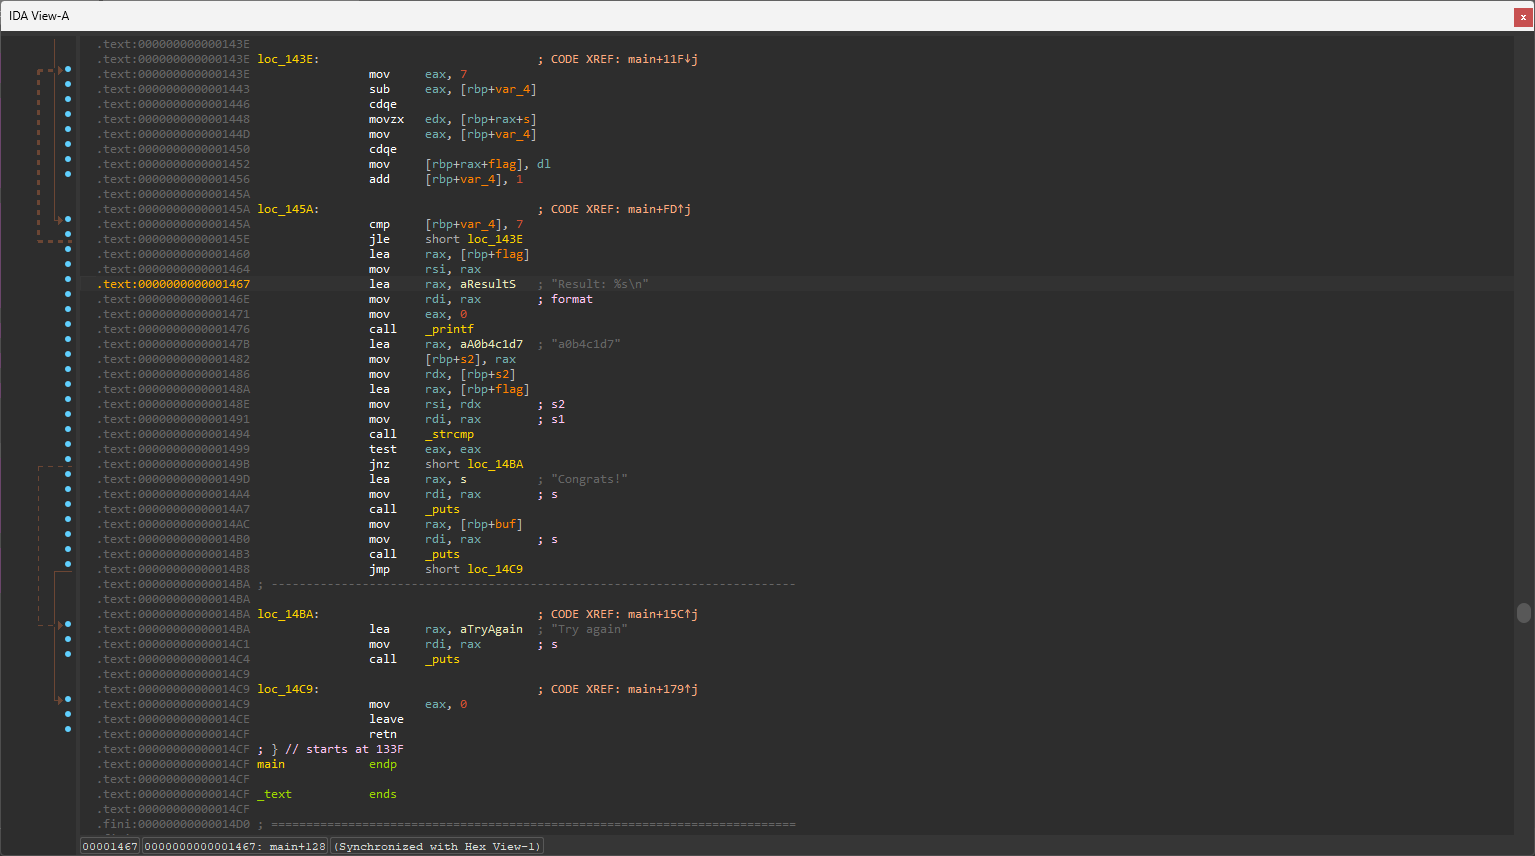 IDA View-A
x
.text:000000000000143E
.text:000000000000143E loc_143E: ; CODE XREF: main+11F↓j
.text:000000000000143E mov eax, 7
.text:0000000000001443 sub eax, [rbp+var_4]
.text:0000000000001446 cdqe
.text:0000000000001448 movzx edx, [rbp+rax+s]
.text:000000000000144D mov eax, [rbp+var_4]
.text:0000000000001450 cdqe
.text:0000000000001452 mov [rbp+rax+flag], dl
.text:0000000000001456 add [rbp+var_4], 1
.text:000000000000145A
.text:000000000000145A loc_145A: ; CODE XREF: main+FD↑j
.text:000000000000145A cmp [rbp+var_4], 7
.text:000000000000145E jle short loc_143E
.text:0000000000001460 lea rax, [rbp+flag]
.text:0000000000001464 mov rsi, rax
.text:0000000000001467 lea rax, aResultS ; "Result: %s\n"
.text:000000000000146E mov rdi, rax ; format
.text:0000000000001471 mov eax, 0
.text:0000000000001476 call _printf
.text:000000000000147B lea rax, aA0b4c1d7 ; "a0b4c1d7"
.text:0000000000001482 mov [rbp+s2], rax
.text:0000000000001486 mov rdx, [rbp+s2]
.text:000000000000148A lea rax, [rbp+flag]
.text:000000000000148E mov rsi, rdx ; s2
.text:0000000000001491 mov rdi, rax ; s1
.text:0000000000001494 call _strcmp
.text:0000000000001499 test eax, eax
.text:000000000000149B jnz short loc_14BA
.text:000000000000149D lea rax, s ; "Congrats!"
.text:00000000000014A4 mov rdi, rax ; s
.text:00000000000014A7 call _puts
.text:00000000000014AC mov rax, [rbp+buf]
.text:00000000000014B0 mov rdi, rax ; s
.text:00000000000014B3 call _puts
.text:00000000000014B8 jmp short loc_14C9
.text:00000000000014BA ; ---------------------------------------------------------------------------
.text:00000000000014BA
.text:00000000000014BA loc_14BA: ; CODE XREF: main+15C↑j
.text:00000000000014BA lea rax, aTryAgain ; "Try again"
.text:00000000000014C1 mov rdi, rax ; s
.text:00000000000014C4 call _puts
.text:00000000000014C9
.text:00000000000014C9 loc_14C9: ; CODE XREF: main+179↑j
.text:00000000000014C9 mov eax, 0
.text:00000000000014CE leave
.text:00000000000014CF retn
.text:00000000000014CF ; } // starts at 133F
.text:00000000000014CF main endp
.text:00000000000014CF
.text:00000000000014CF _text ends
.text:00000000000014CF
.fini:00000000000014D0 ; ===========================================================================
00001467 0000000000001467: main+128 (Synchronized with Hex View-1)